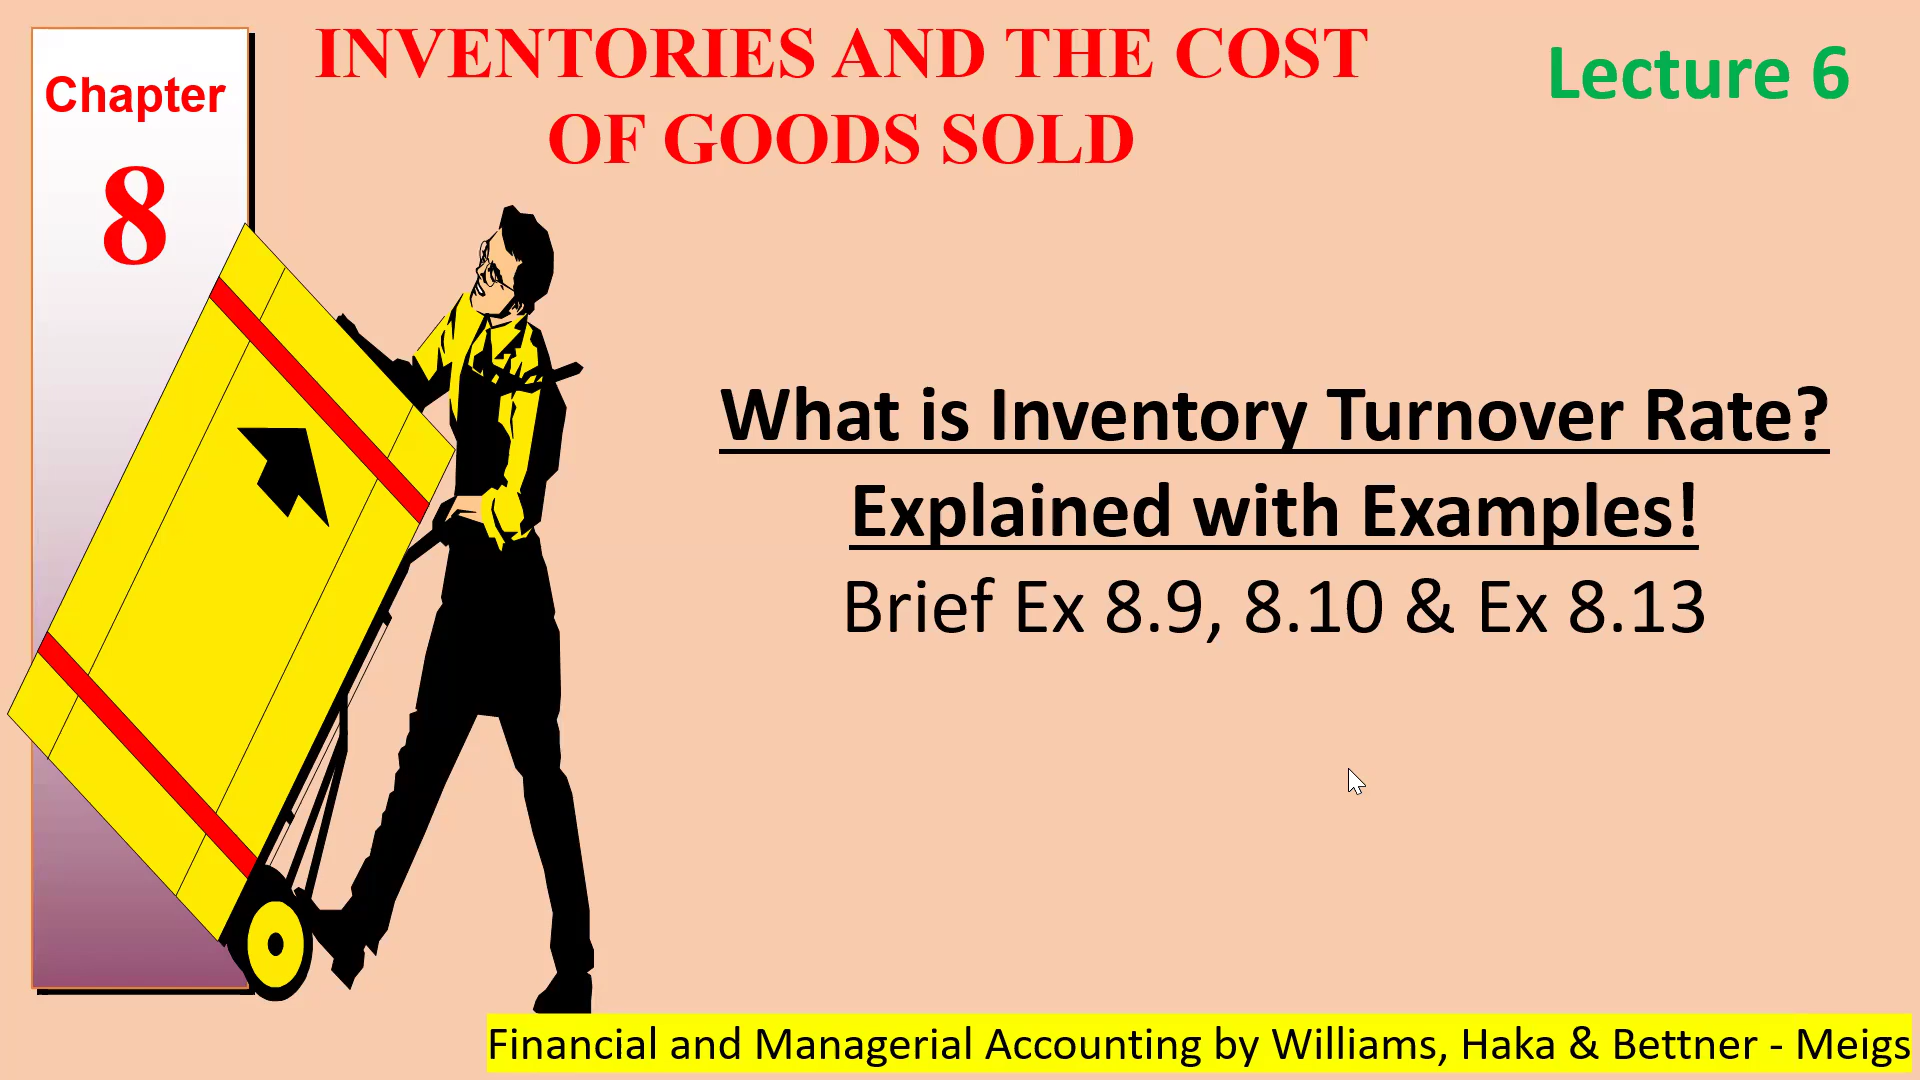 Chapter
8
INVENTORIES AND THE COST
OF GOODS SOLD
Lecture 6
What is Inventory Turnover Rate?
Explained with Examples!
Brief Ex 8.9, 8.10 & Ex 8.13
Financial and Managerial Accounting by Williams, Haka & Bettner - Meigs